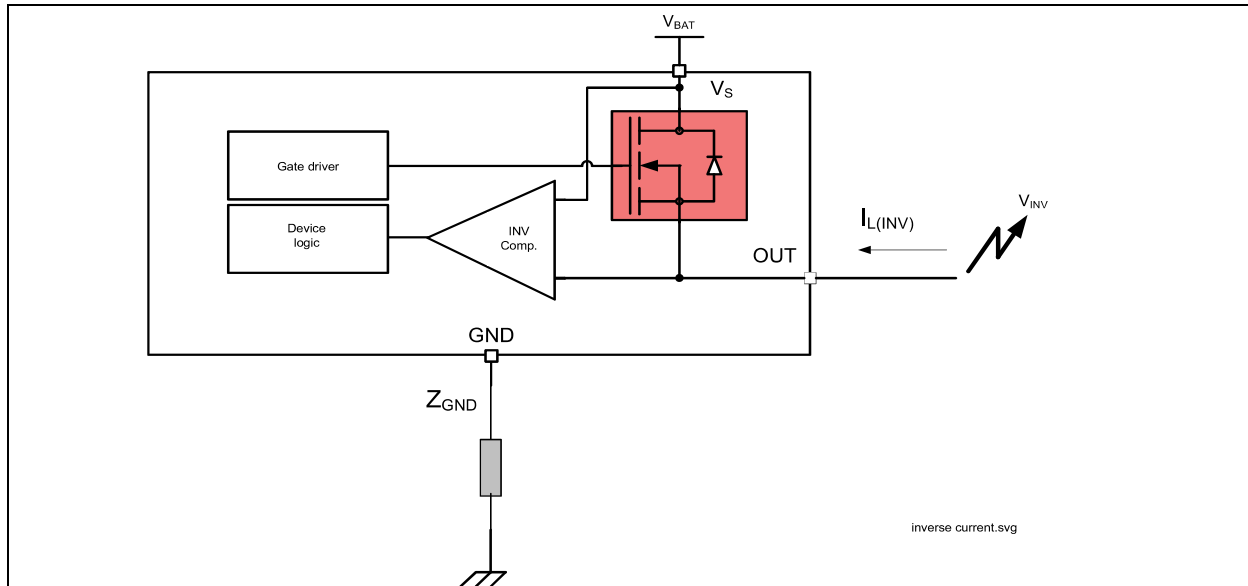 VBAT
VS
Gate driver
Device
logic
INV
Comp.
OUT
IL(INV)
VINV
GND
ZGND
inverse current.svg